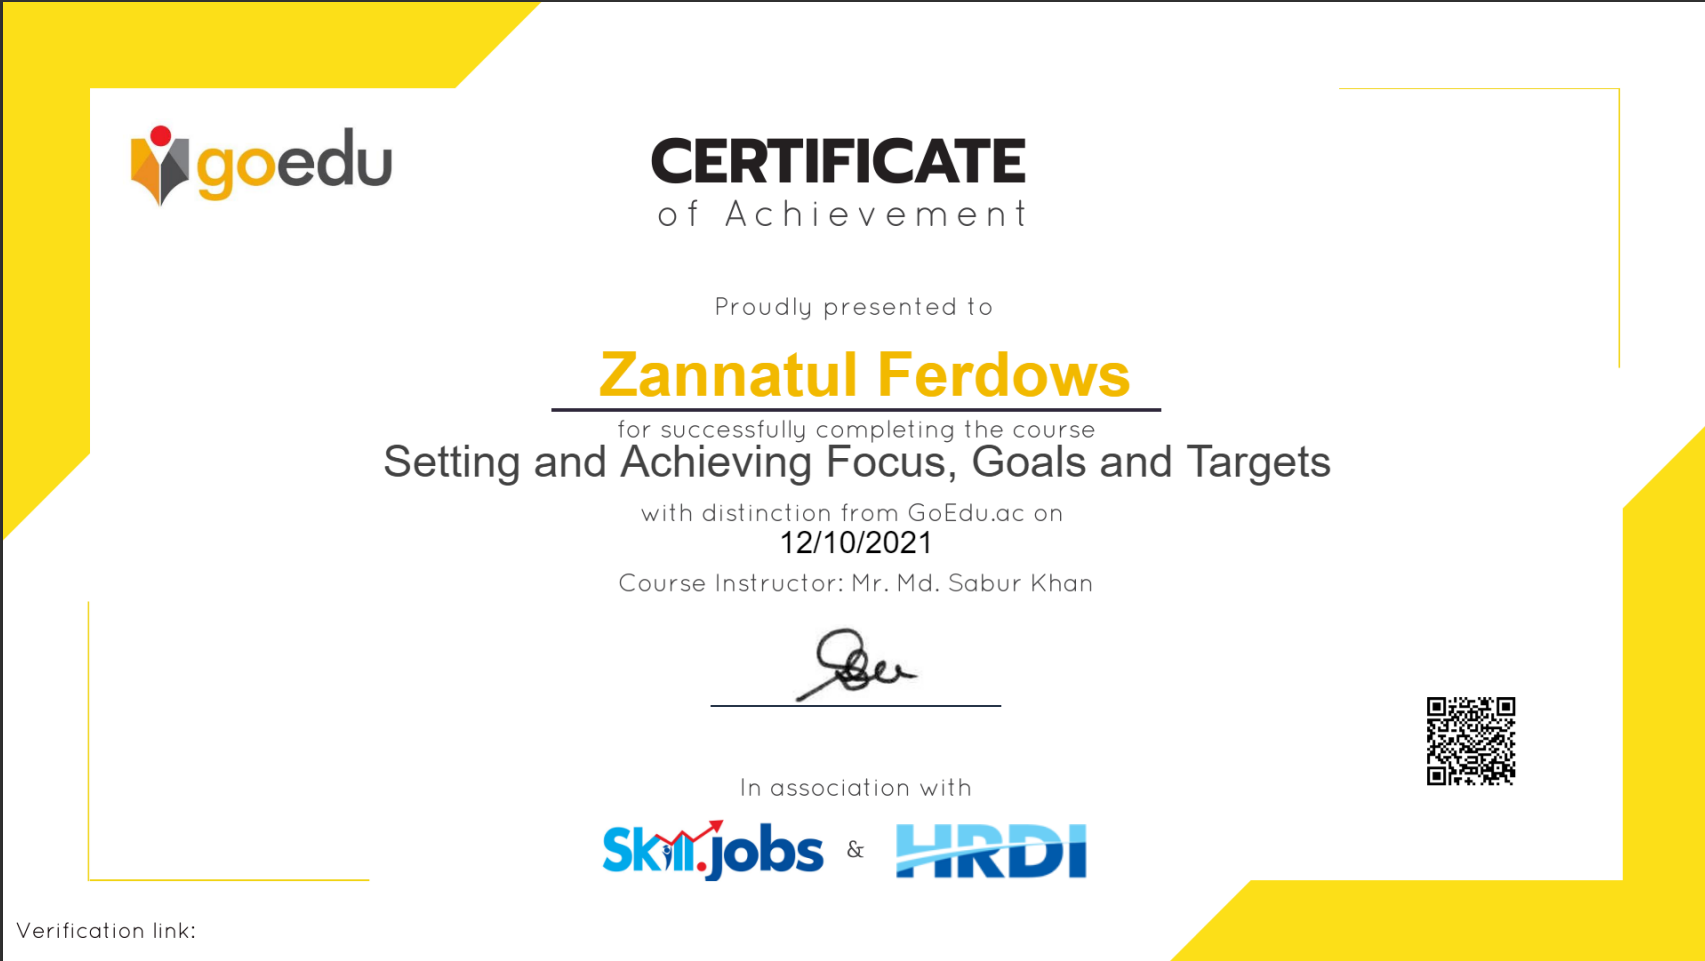 goedu
CERTIFICATE
of Achievement
Proudly presented to
Zannatul Ferdows
for successfully completing the course
Setting and Achieving Focus, Goals and Targets
with distinction from GoEdu.ac on
12/10/2021
Course Instructor: Mr. Md. Sabur Khan
In association with
Skill.jobs & HRDI
Verification link: